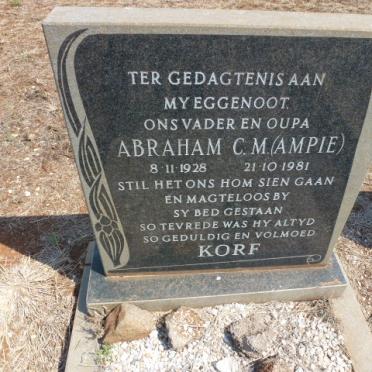 TER GEDAGTENIS AAN
MY EGGENOOT.
ONS VADER EN OUPA
ABRAHAM C.M.(AMPIE)
8·11·1928 21·10·1981
STIL HET ONS HOM SIEN GAAN
EN MAGTELOOS BY
SY BED GESTAAN
SO TEVREDE WAS HY ALTYD
SO GEDULDIG EN VOLMOED
KORF